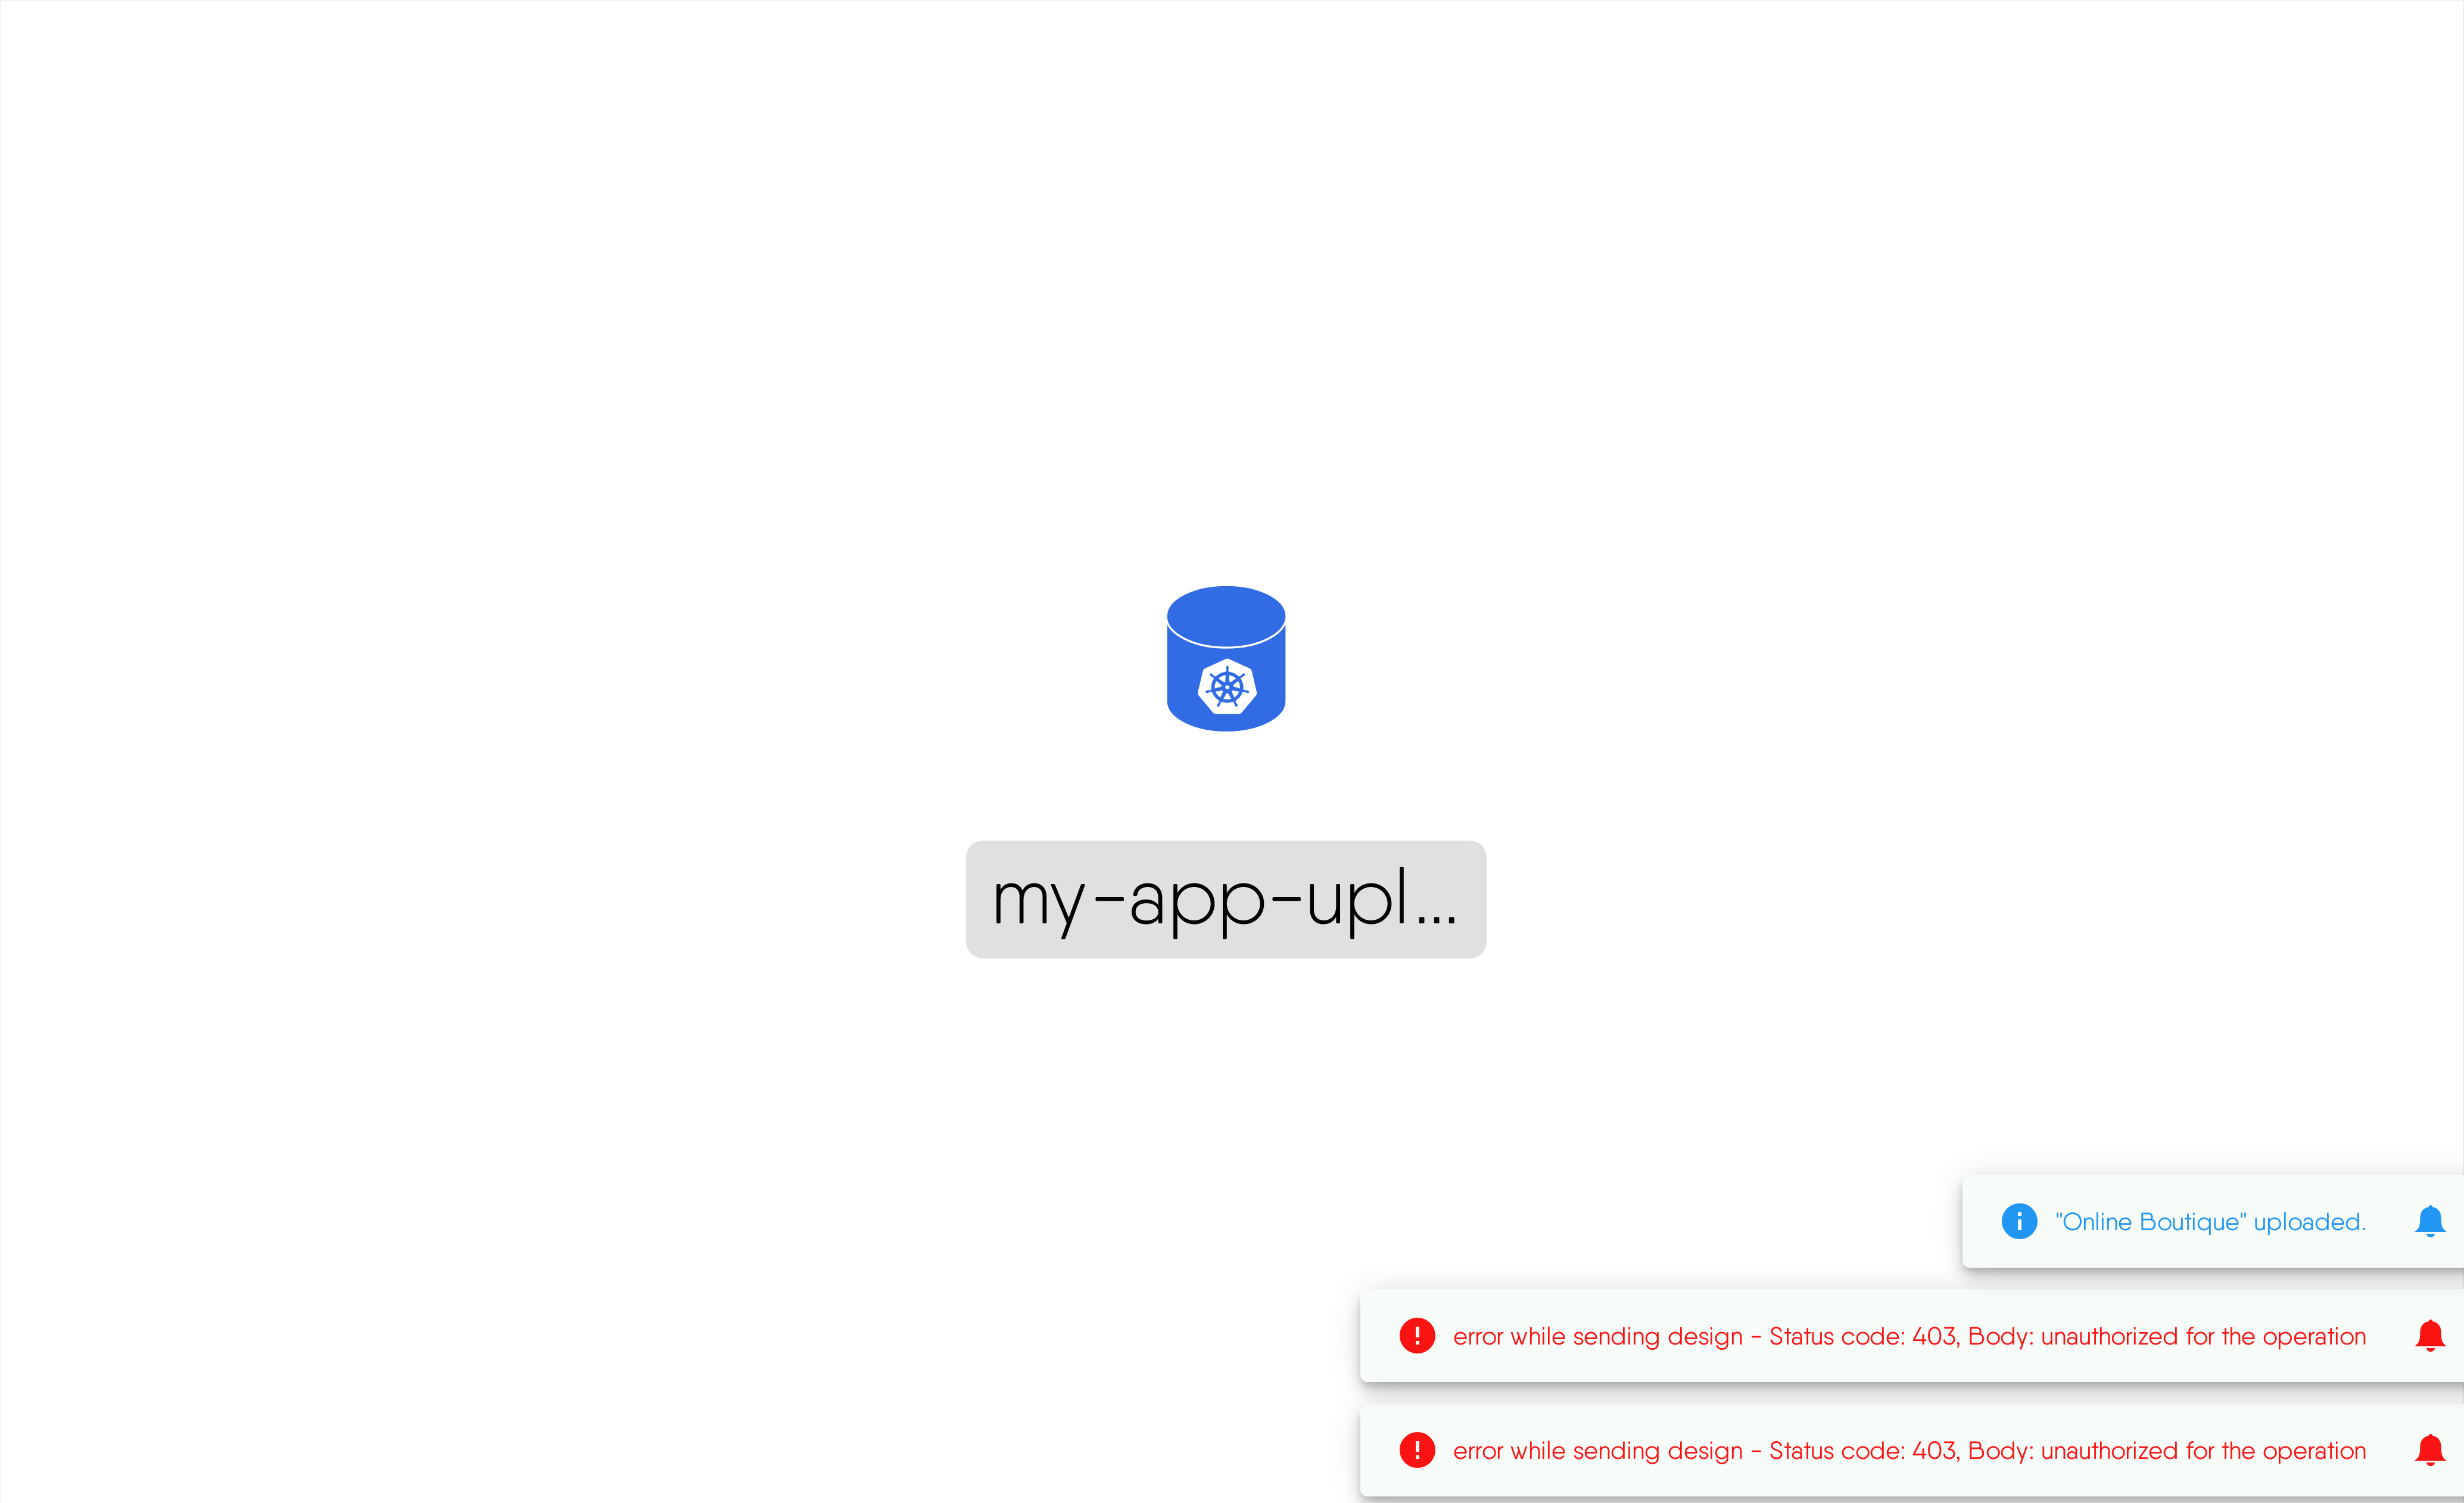 my-app-upl...
"Online Boutique" uploaded.
error while sending design - Status code: 403, Body: unauthorized for the operation
error while sending design - Status code: 403, Body: unauthorized for the operation